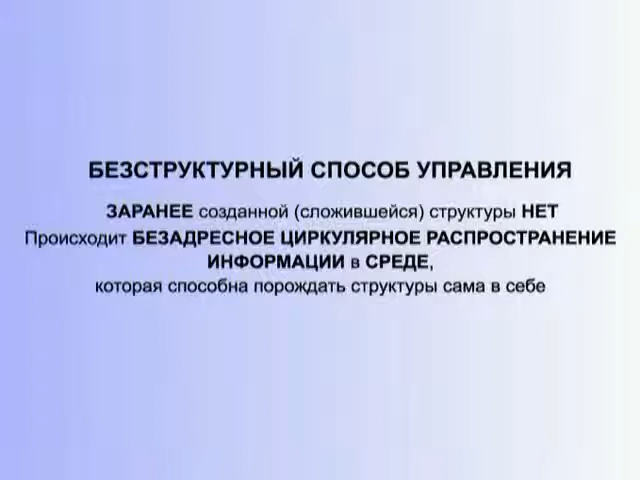 БЕЗСТРУКТУРНЫЙ СПОСОБ УПРАВЛЕНИЯ
ЗАРАНЕЕ созданной (сложившейся) структуры НЕТ
Происходит БЕЗАДРЕСНОЕ ЦИРКУЛЯРНОЕ РАСПРОСТРАНЕНИЕ
ИНФОРМАЦИИ в СРЕДЕ,
которая способна порождать структуры сама в себе